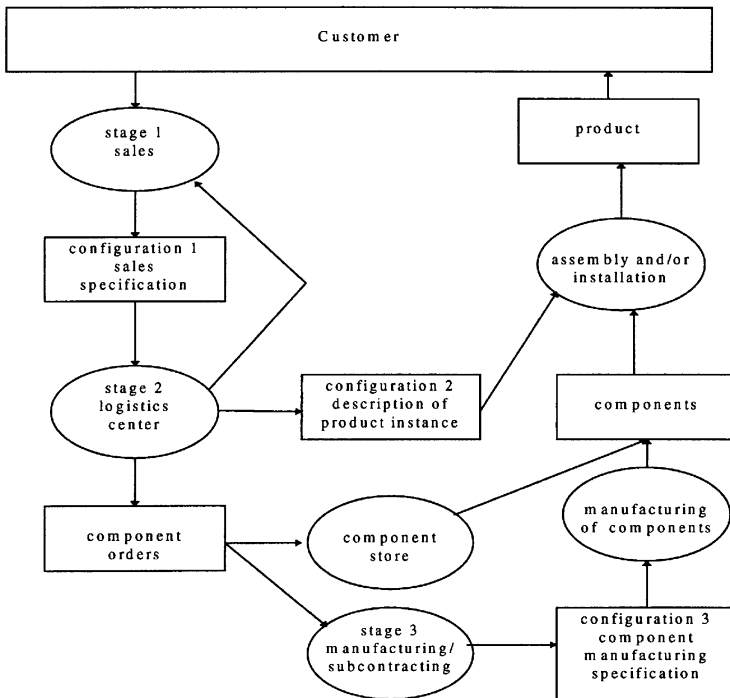 Customer
stage 1
sales
product
configuration 1
sales
specification
assembly and/or
installation
stage 2
logistics
center
configuration 2
description of
product instance
components
component
orders
component
store
manufacturing
of components
stage 3
manufacturing/
subcontracting
configuration 3
component
manufacturing
specification